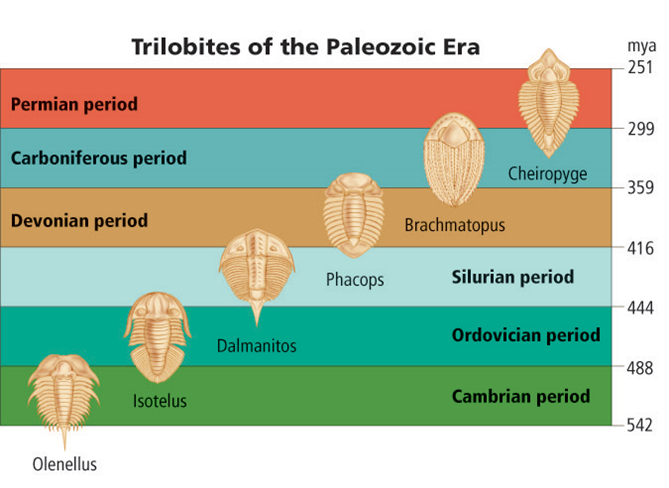 Trilobites of the Paleozoic Era
mya
251
Permian period
299
Carboniferous period
Cheiropyge
359
Devonian period
Brachmatopus
416
Phacops
Silurian period
444
Ordovician period
Dalmanitos
488
Isotelus
Cambrian period
542
Olenellus